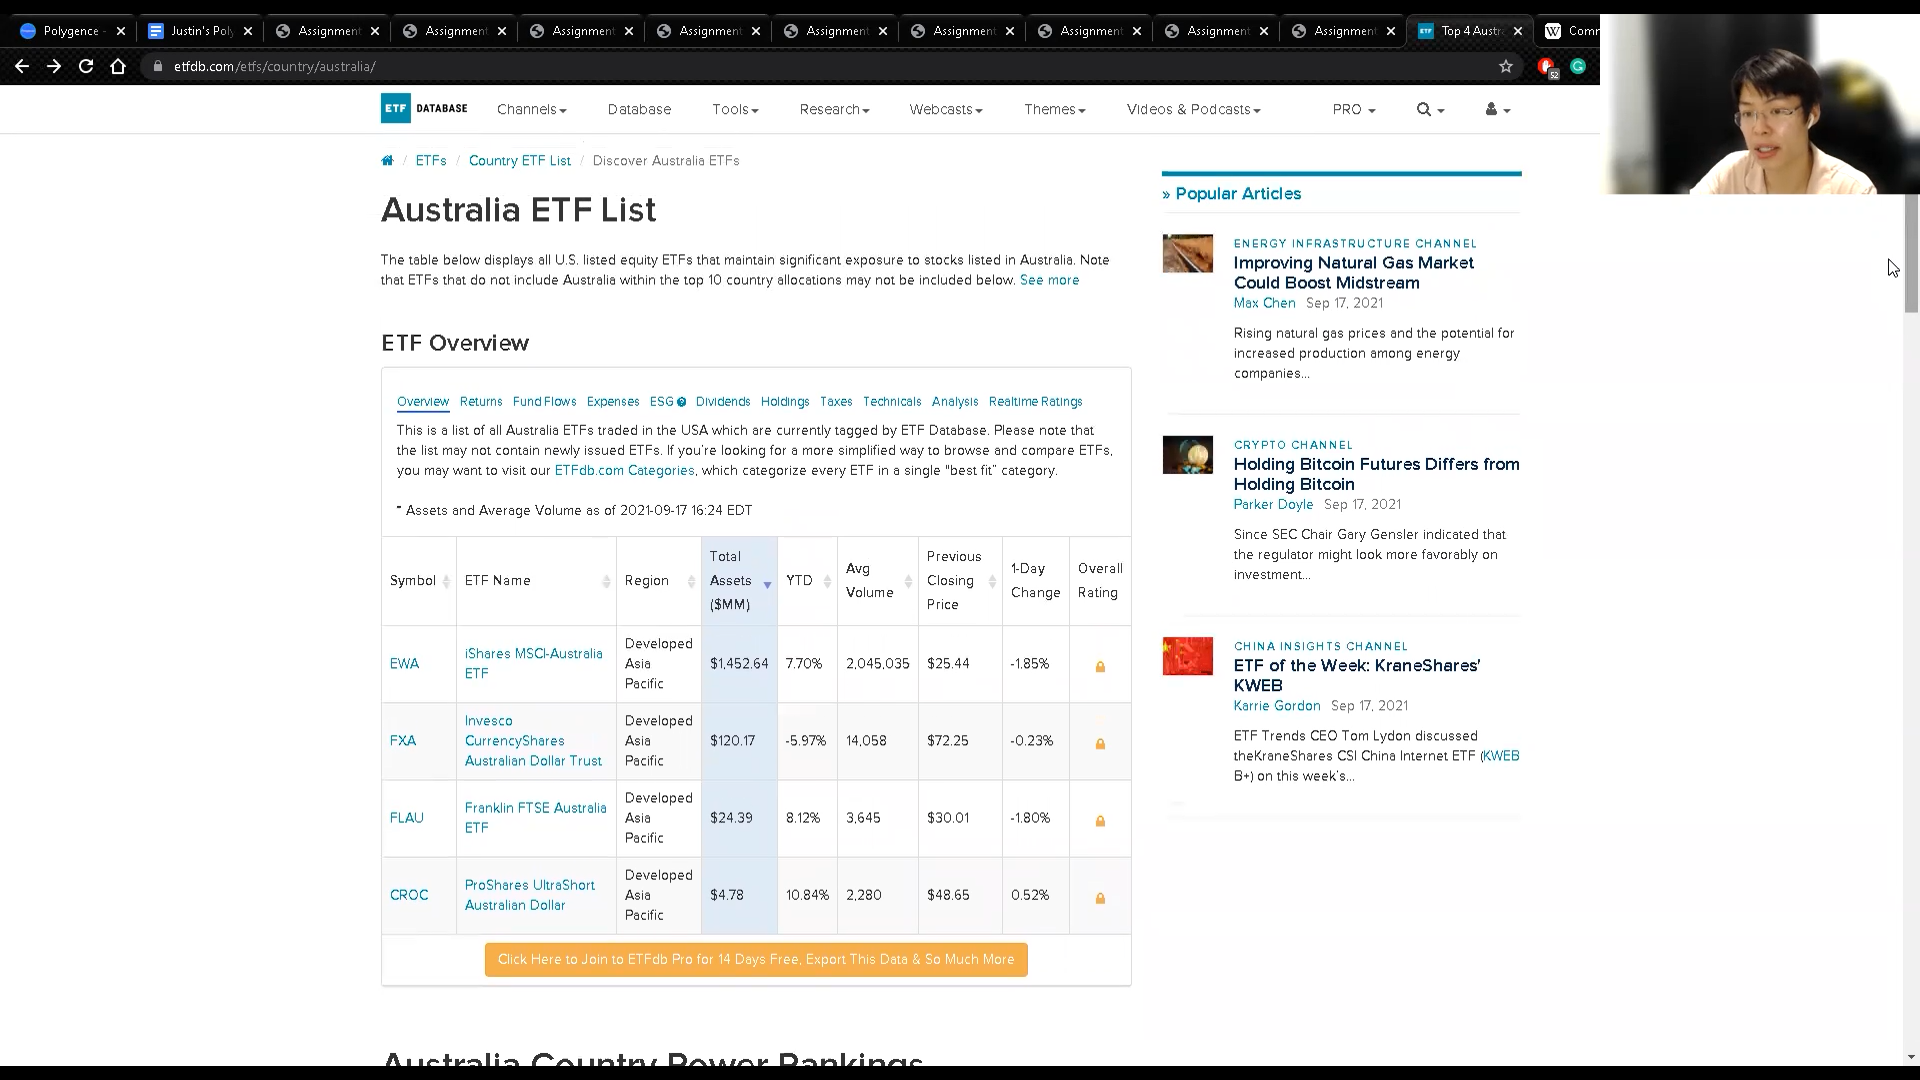 Polygence -
Justin's Poly
Assignment
Assignment
Assignment
Assignment
Assignment
Assignment
Assignment
Assignment
Assignment
Top 4 Austr
Comm
etfdb.com/etfs/country/australia/
52
ETF DATABASE
Channels
Database
Tools
Research
Webcasts
Themes
Videos & Podcasts
PRO
/ ETFs / Country ETF List / Discover Australia ETFs
Australia ETF List
The table below displays all U.S. listed equity ETFs that maintain significant exposure to stocks listed in Australia. Note
that ETFs that do not include Australia within the top 10 country allocations may not be included below. See more
ETF Overview
Overview Returns Fund Flows Expenses ESG Dividends Holdings Taxes Technicals Analysis Realtime Ratings
This is a list of all Australia ETFs traded in the USA which are currently tagged by ETF Database. Please note that
the list may not contain newly issued ETFs. If you're looking for a more simplified way to browse and compare ETFs,
you may want to visit our ETFdb.com Categories, which categorize every ETF in a single "best fit" category.
* Assets and Average Volume as of 2021-09-17 16:24 EDT
Symbol
ETF Name
Region
Total
Assets
($MM)
YTD
Avg
Volume
Previous
Closing
Price
1-Day
Change
Overall
Rating
EWA
iShares MSCI-Australia
ETF
Developed
Asia
Pacific
$1,452.64
7.70%
2,045,035
$25.44
-1.85%
FXA
Invesco
CurrencyShares
Australian Dollar Trust
Developed
Asia
Pacific
$120.17
-5.97%
14,058
$72.25
-0.23%
FLAU
Franklin FTSE Australia
ETF
Developed
Asia
Pacific
$24.39
8.12%
3,645
$30.01
-1.80%
CROC
ProShares UltraShort
Australian Dollar
Developed
Asia
Pacific
$4.78
10.84%
2,280
$48.65
0.52%
Click Here to Join to ETFdb Pro for 14 Days Free, Export This Data & So Much More
Australia Country Power Rankings
» Popular Articles
ENERGY INFRASTRUCTURE CHANNEL
Improving Natural Gas Market
Could Boost Midstream
Max Chen Sep 17, 2021
Rising natural gas prices and the potential for
increased production among energy
companies...
CRYPTO CHANNEL
Holding Bitcoin Futures Differs from
Holding Bitcoin
Parker Doyle Sep 17, 2021
Since SEC Chair Gary Gensler indicated that
the regulator might look more favorably on
investment...
CHINA INSIGHTS CHANNEL
ETF of the Week: KraneShares'
KWEB
Karrie Gordon Sep 17, 2021
ETF Trends CEO Tom Lydon discussed
theKraneShares CSI China Internet ETF (KWEB
B+) on this week's...